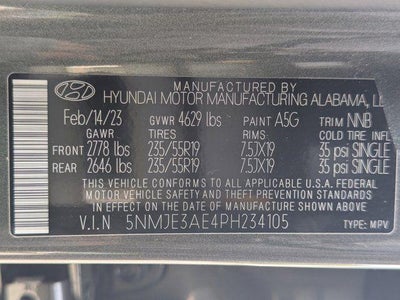 MANUFACTURED BY
HYUNDAI MOTOR MANUFACTURING ALABAMA, LL
Feb/14/23 GVWR 4629 lbs PAINT A5G TRIM NNB
GAWR TIRES RIMS: COLD TIRE INFL
FRONT 2778 lbs 235/55R19 7.5JX19 35 psi SINGLE
REAR 2646 lbs 235/55R19 7.5JX19 35 psi SINGLE
THIS VEHICLE CONFORMS TO ALL APPLICABLE U.S.A. FEDERAL
MOTOR VEHICLE SAFETY AND THEFT PREVENTION STANDARDS
IN EFFECT ON THE DATE OF MANUFACTURE SHOWN ABOVE.
V.I.N 5NMJE3AE4PH234105 TYPE: MPV